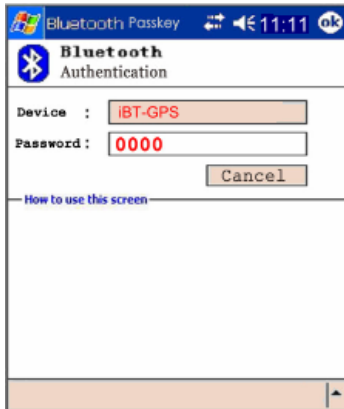 Bluetooth Passkey 11:11 ok
Bluetooth
Authentication
Device : iBT-GPS
Password: 0000
Cancel
How to use this screen